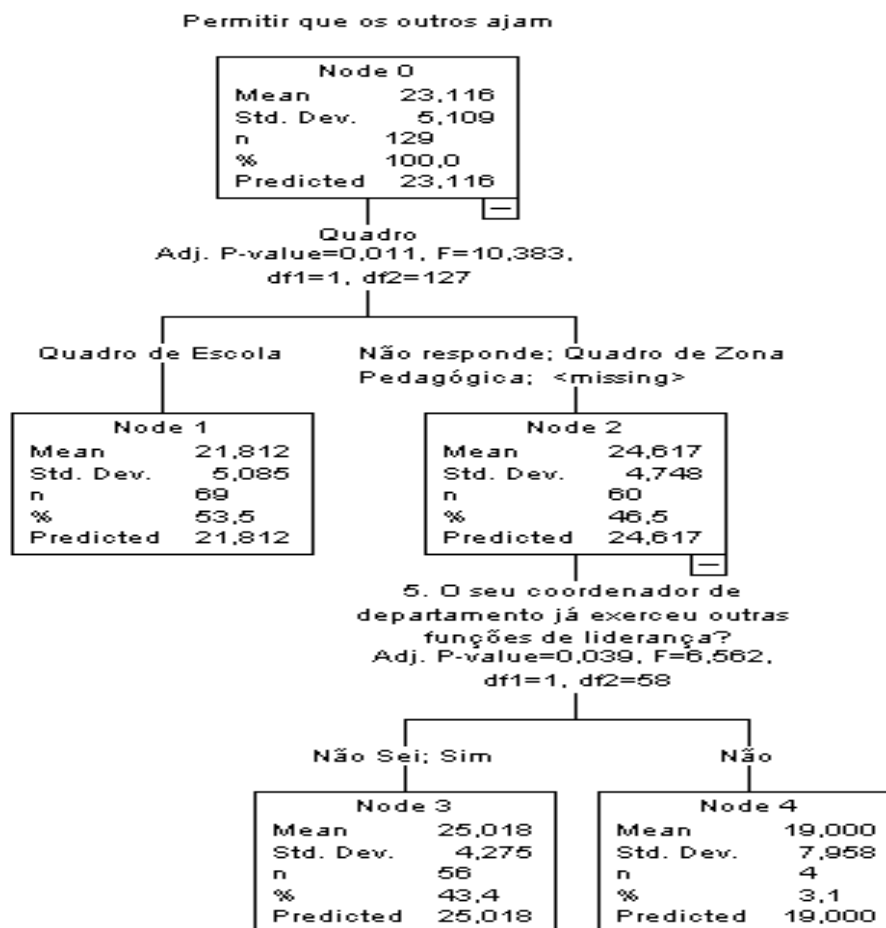 Permitir que os outros ajam
Node 0
Mean 23,116
Std. Dev. 5,109
n 129
% 100,0
Predicted 23,116
Quadro
Adj. P-value=0,011, F=10,383,
df1=1, df2=127
Quadro de Escola
Não responde; Quadro de Zona
Pedagógica; <missing>
Node 1
Mean 21,812
Std. Dev. 5,085
n 69
% 53,5
Predicted 21,812
Node 2
Mean 24,617
Std. Dev. 4,748
n 60
% 46,5
Predicted 24,617
5. O seu coordenador de
departamento já exerceu outras
funções de liderança?
Adj. P-value=0,039, F=6,562,
df1=1, df2=58
Não Sei; Sim
Não
Node 3
Mean 25,018
Std. Dev. 4,275
n 56
% 43,4
Predicted 25,018
Node 4
Mean 19,000
Std. Dev. 7,958
n 4
% 3,1
Predicted 19,000